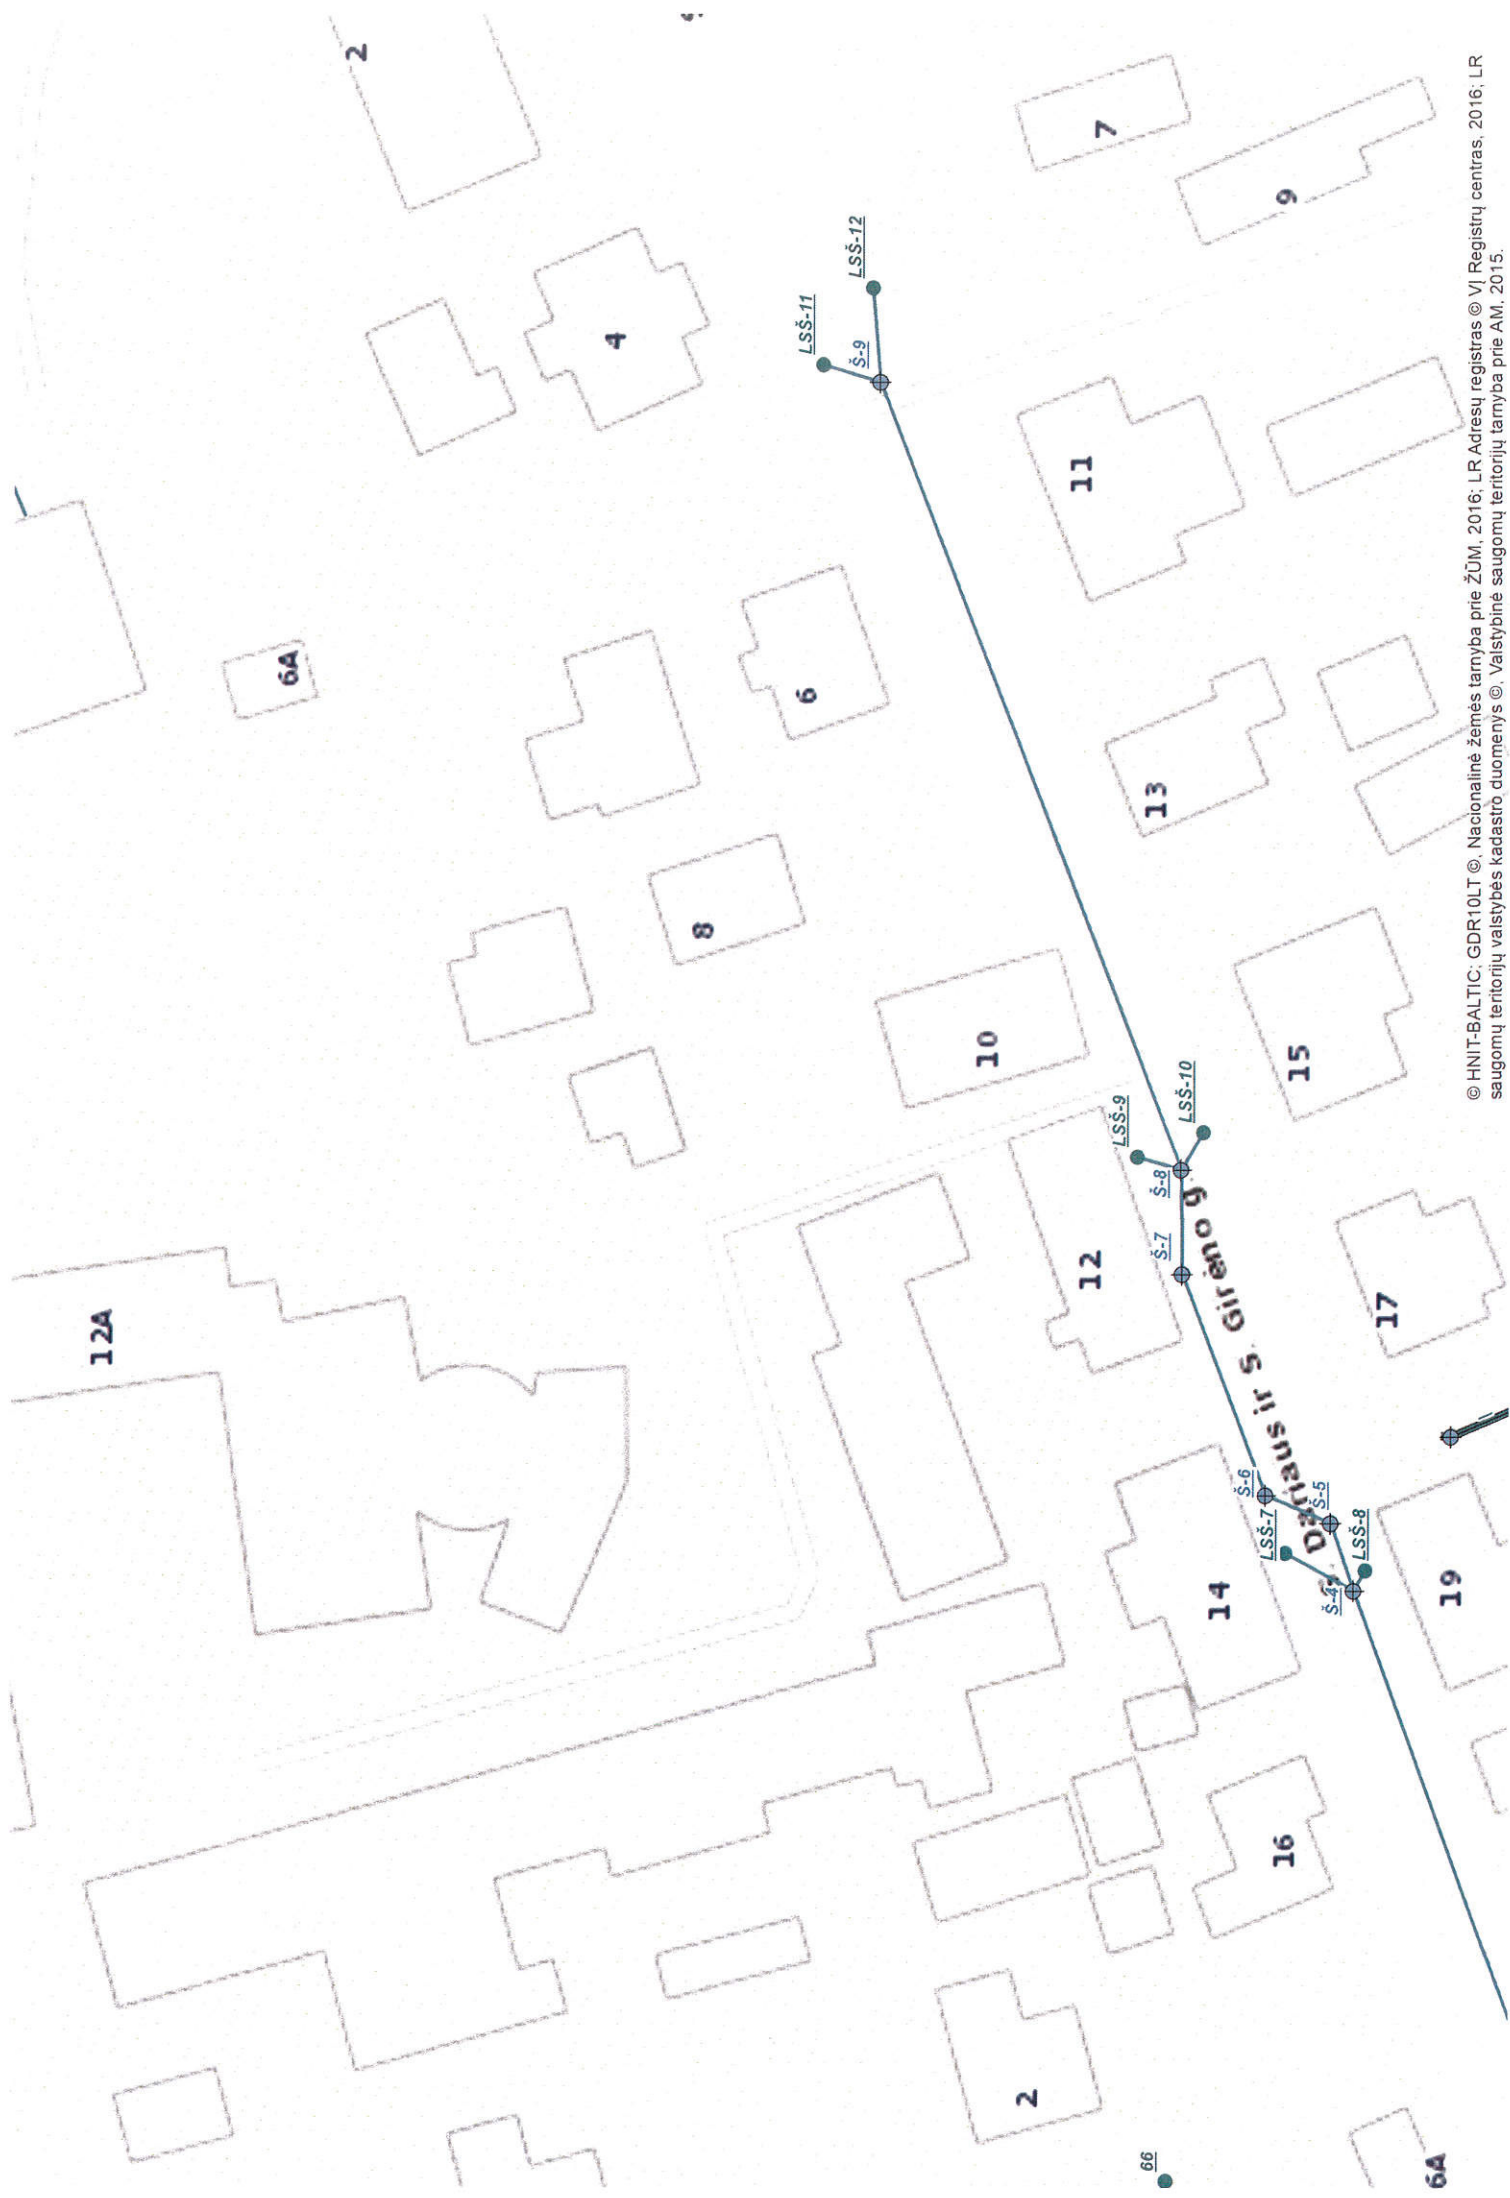 2
4
6A
6
8
10
12A
12
14
16
2
6A
66
7
9
11
13
15
17
19
LSŠ-11
LSŠ-12
Š-9
LSŠ-9
LSŠ-10
Š-8
Š-7
Š-6
Š-5
LSŠ-7
LSŠ-8
Š-4
Dariaus ir S. Girėno g.
© HNIT-BALTIC; GDR10LT ©, Nacionalinė žemės tarnyba prie ŽŪM, 2016; LR Adresų registras © VĮ Registrų centras, 2016; LR
saugomų teritorijų valstybės kadastro duomenys ©, Valstybinė saugomų teritorijų tarnyba prie AM, 2015.